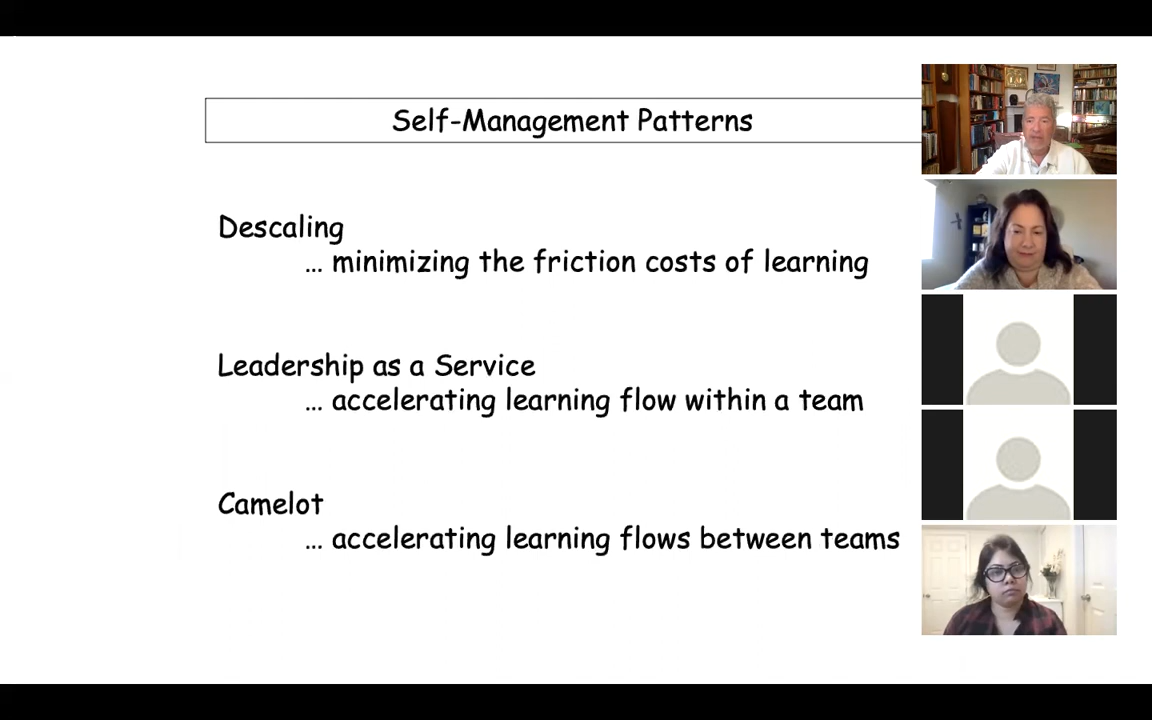 Self-Management Patterns
Descaling
... minimizing the friction costs of learning
Leadership as a Service
... accelerating learning flow within a team
Camelot
... accelerating learning flows between teams